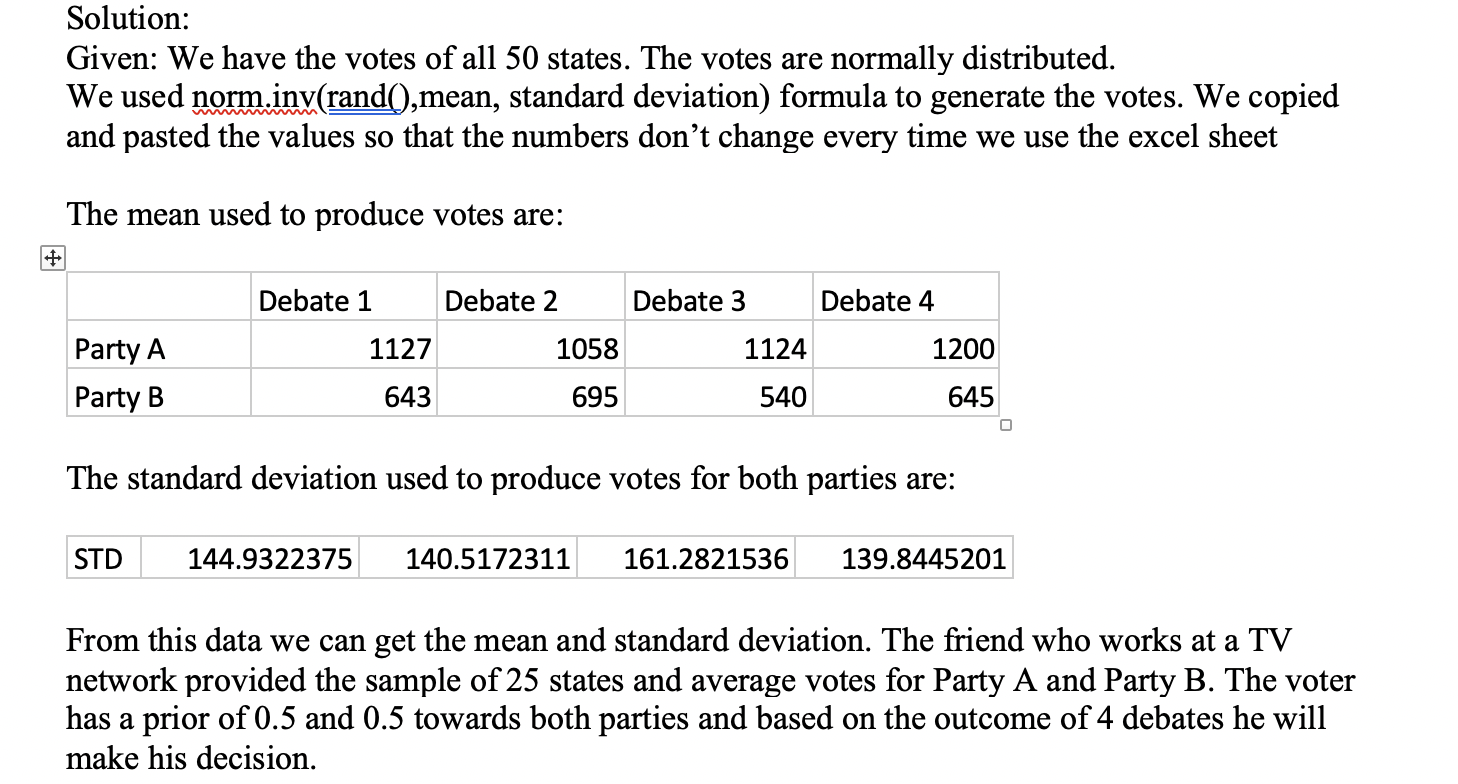 Solution:
Given: We have the votes of all 50 states. The votes are normally distributed.
We used norm.inv(rand(),mean, standard deviation) formula to generate the votes. We copied
and pasted the values so that the numbers don’t change every time we use the excel sheet
The mean used to produce votes are:
Debate 1 Debate 2 Debate 3 Debate 4
Party A 1127 1058 1124 1200
Party B 643 695 540 645
The standard deviation used to produce votes for both parties are:
STD 144.9322375 140.5172311 161.2821536 139.8445201
From this data we can get the mean and standard deviation. The friend who works at a TV
network provided the sample of 25 states and average votes for Party A and Party B. The voter
has a prior of 0.5 and 0.5 towards both parties and based on the outcome of 4 debates he will
make his decision.